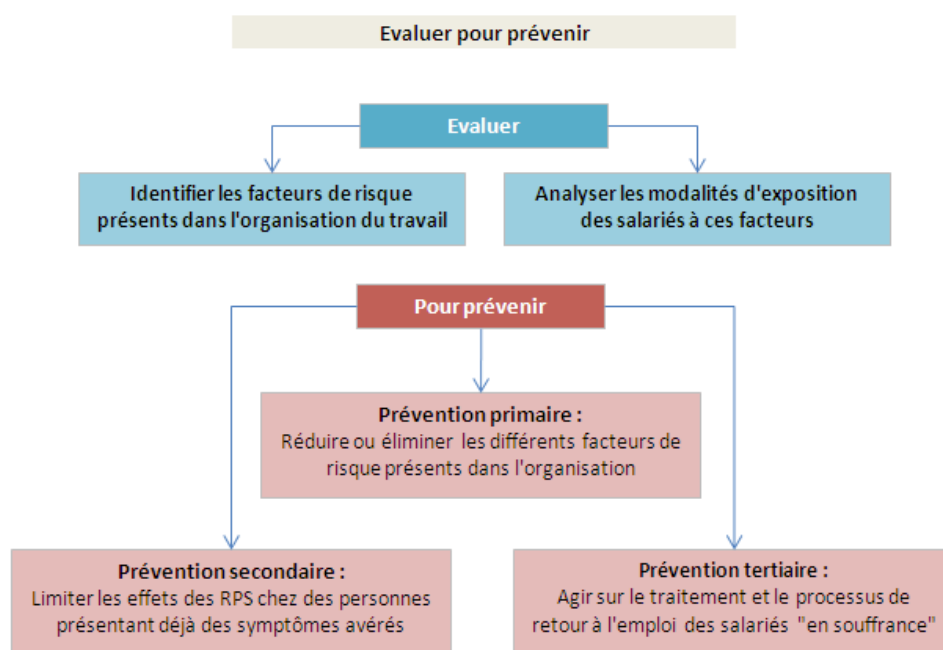 Evaluer pour prévenir
Evaluer
Identifier les facteurs de risque
présents dans l'organisation du travail
Analyser les modalités d'exposition
des salariés à ces facteurs
Pour prévenir
Prévention primaire :
Réduire ou éliminer les différents facteurs de
risque présents dans l'organisation
Prévention secondaire :
Limiter les effets des RPS chez des personnes
présentant déjà des symptômes avérés
Prévention tertiaire :
Agir sur le traitement et le processus de
retour à l'emploi des salariés "en souffrance"